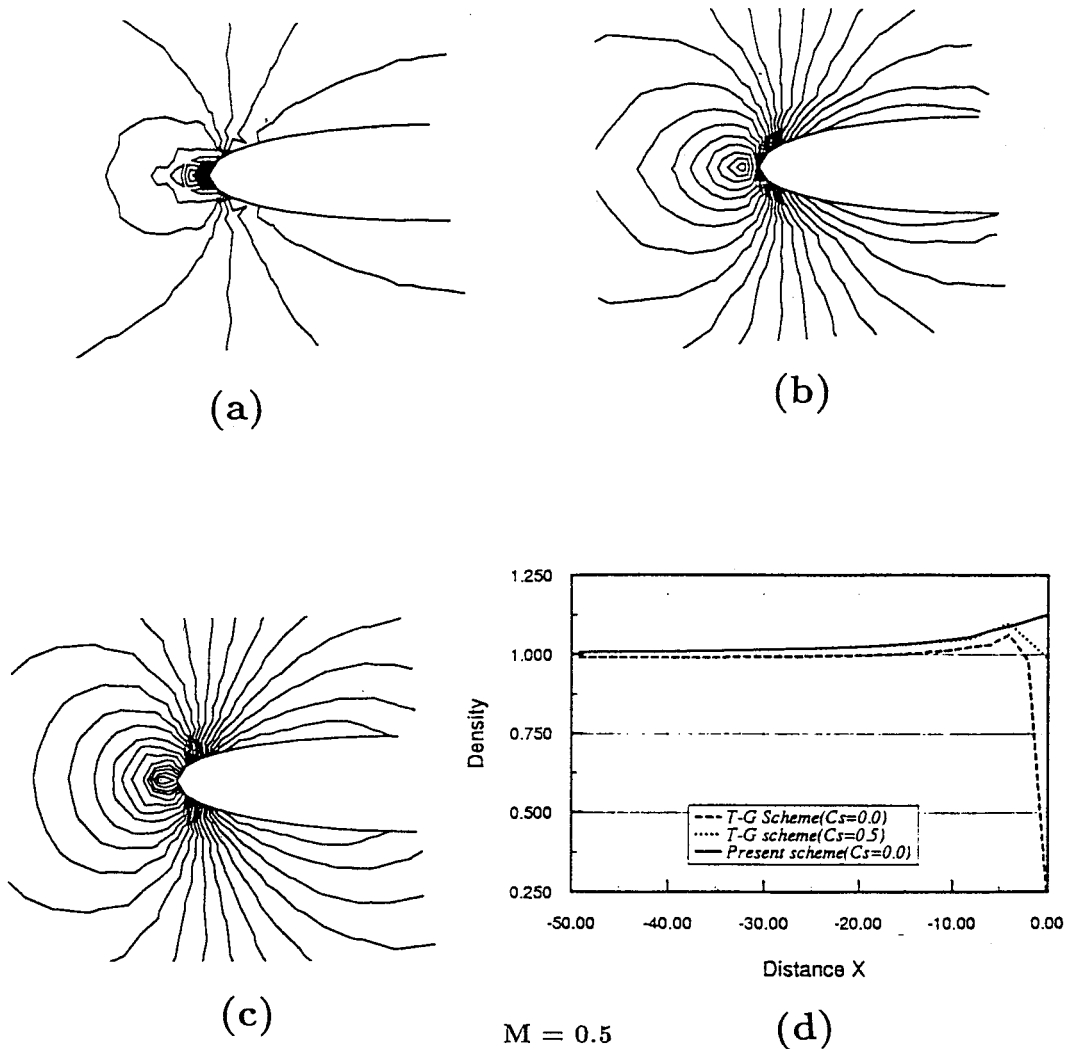 (a)
(b)
(c)
1.250
1.000
0.750
0.500
0.250
Density
T-G Scheme(Cs=0.0)
T-G scheme(Cs=0.5)
Present scheme(Cs=0.0)
-50.00 -40.00 -30.00 -20.00 -10.00 0.00
Distance X
(d)
M = 0.5